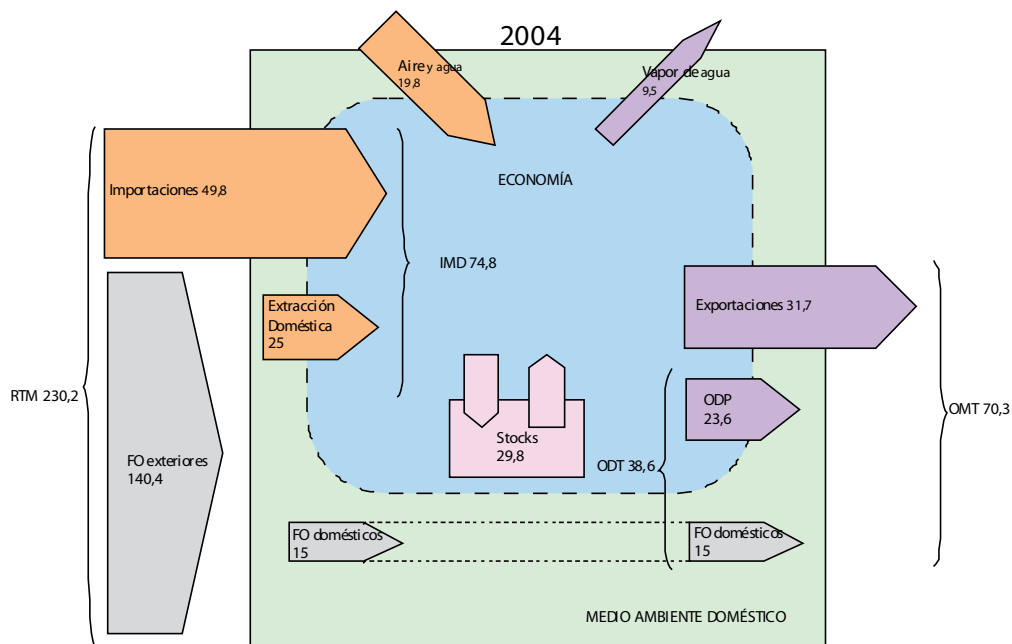 2004
Aire y agua
19,8
Vapor de agua
9,5
Importaciones 49,8
ECONOMÍA
IMD 74,8
Extracción
Doméstica
25
Exportaciones 31,7
RTM 230,2
FO exteriores
140,4
Stocks
29,8
ODP
23,6
ODT 38,6
OMT 70,3
FO domésticos
15
FO domésticos
15
MEDIO AMBIENTE DOMÉSTICO